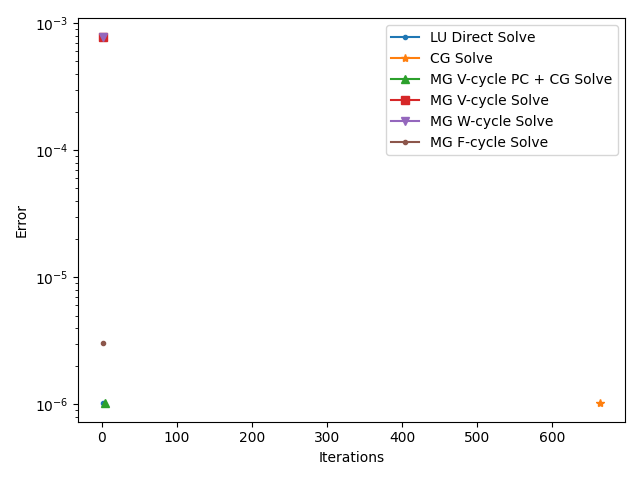 10^{-3}
10^{-4}
10^{-5}
10^{-6}
Error
0 100 200 300 400 500 600
Iterations
LU Direct Solve
CG Solve
MG V-cycle PC + CG Solve
MG V-cycle Solve
MG W-cycle Solve
MG F-cycle Solve